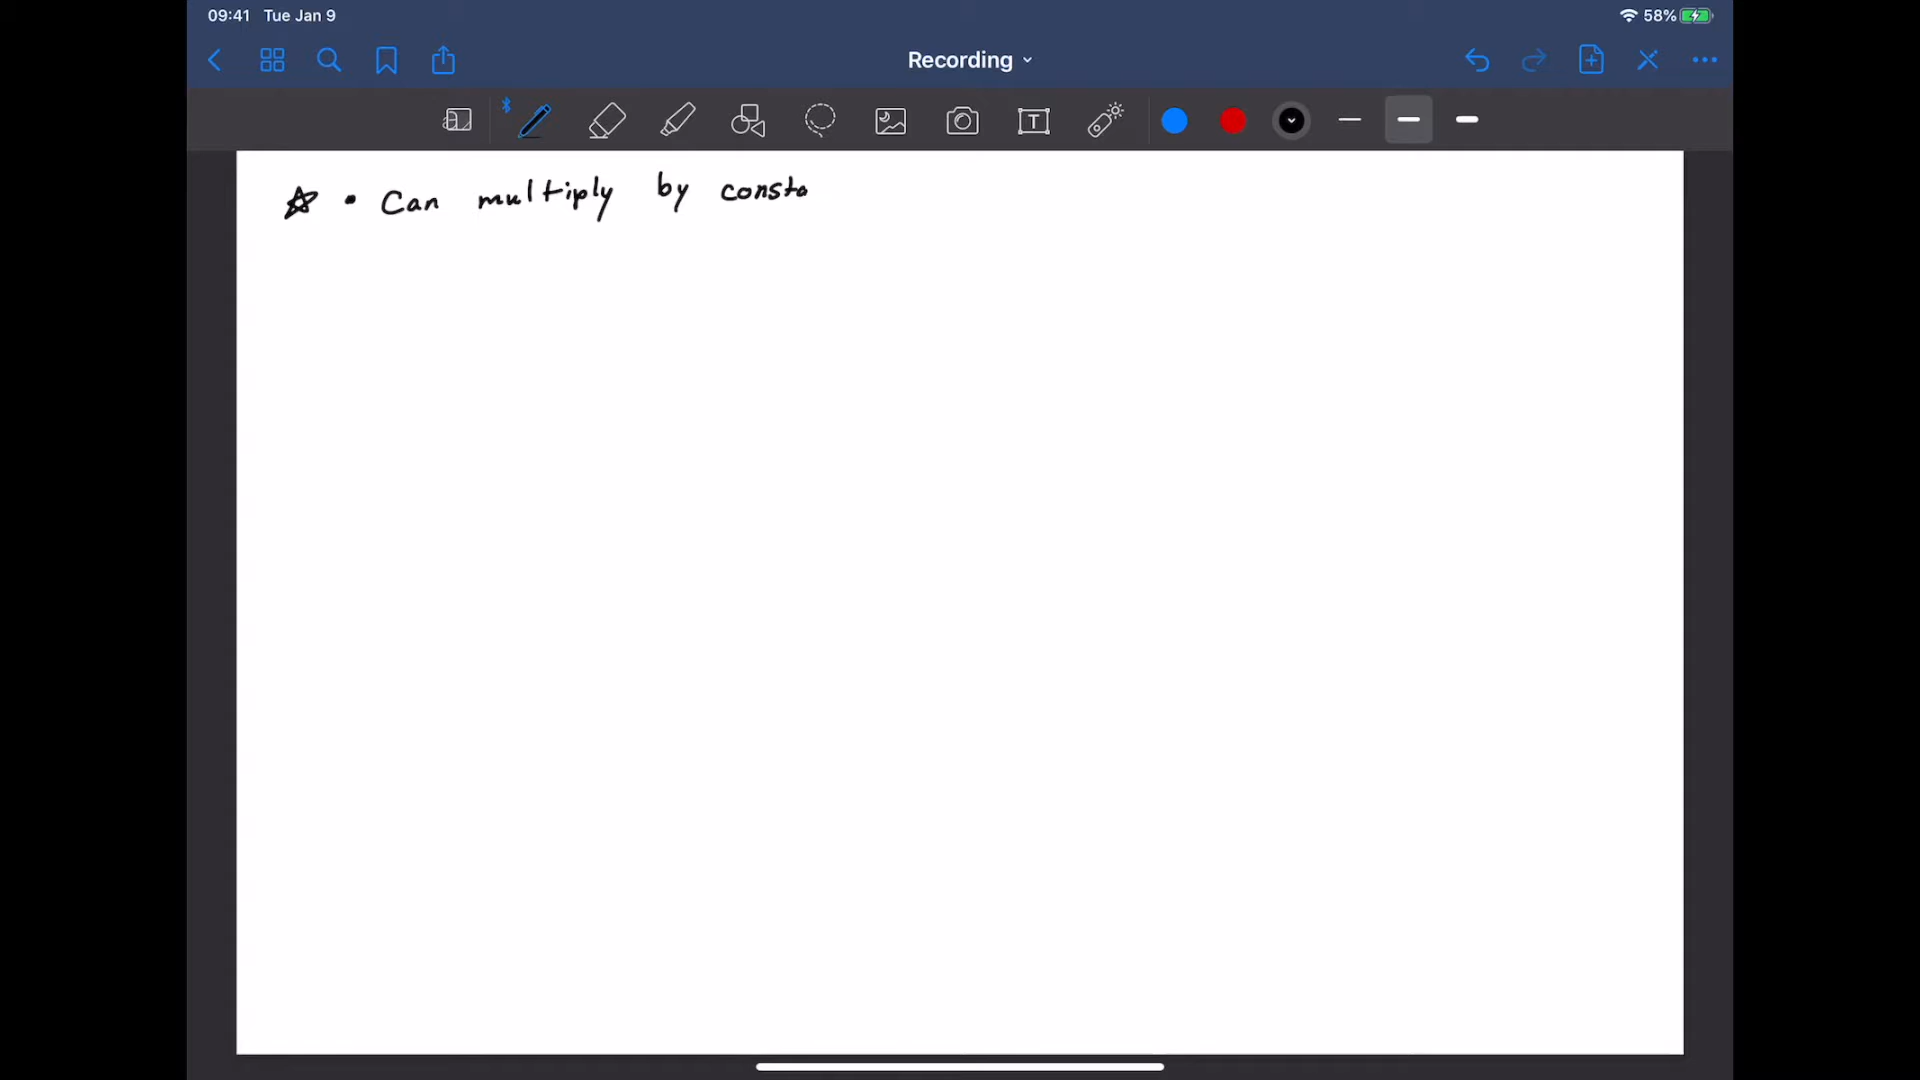 09:41 Tue Jan 9 58%
Recording
T
☆ • Can multiply by consta